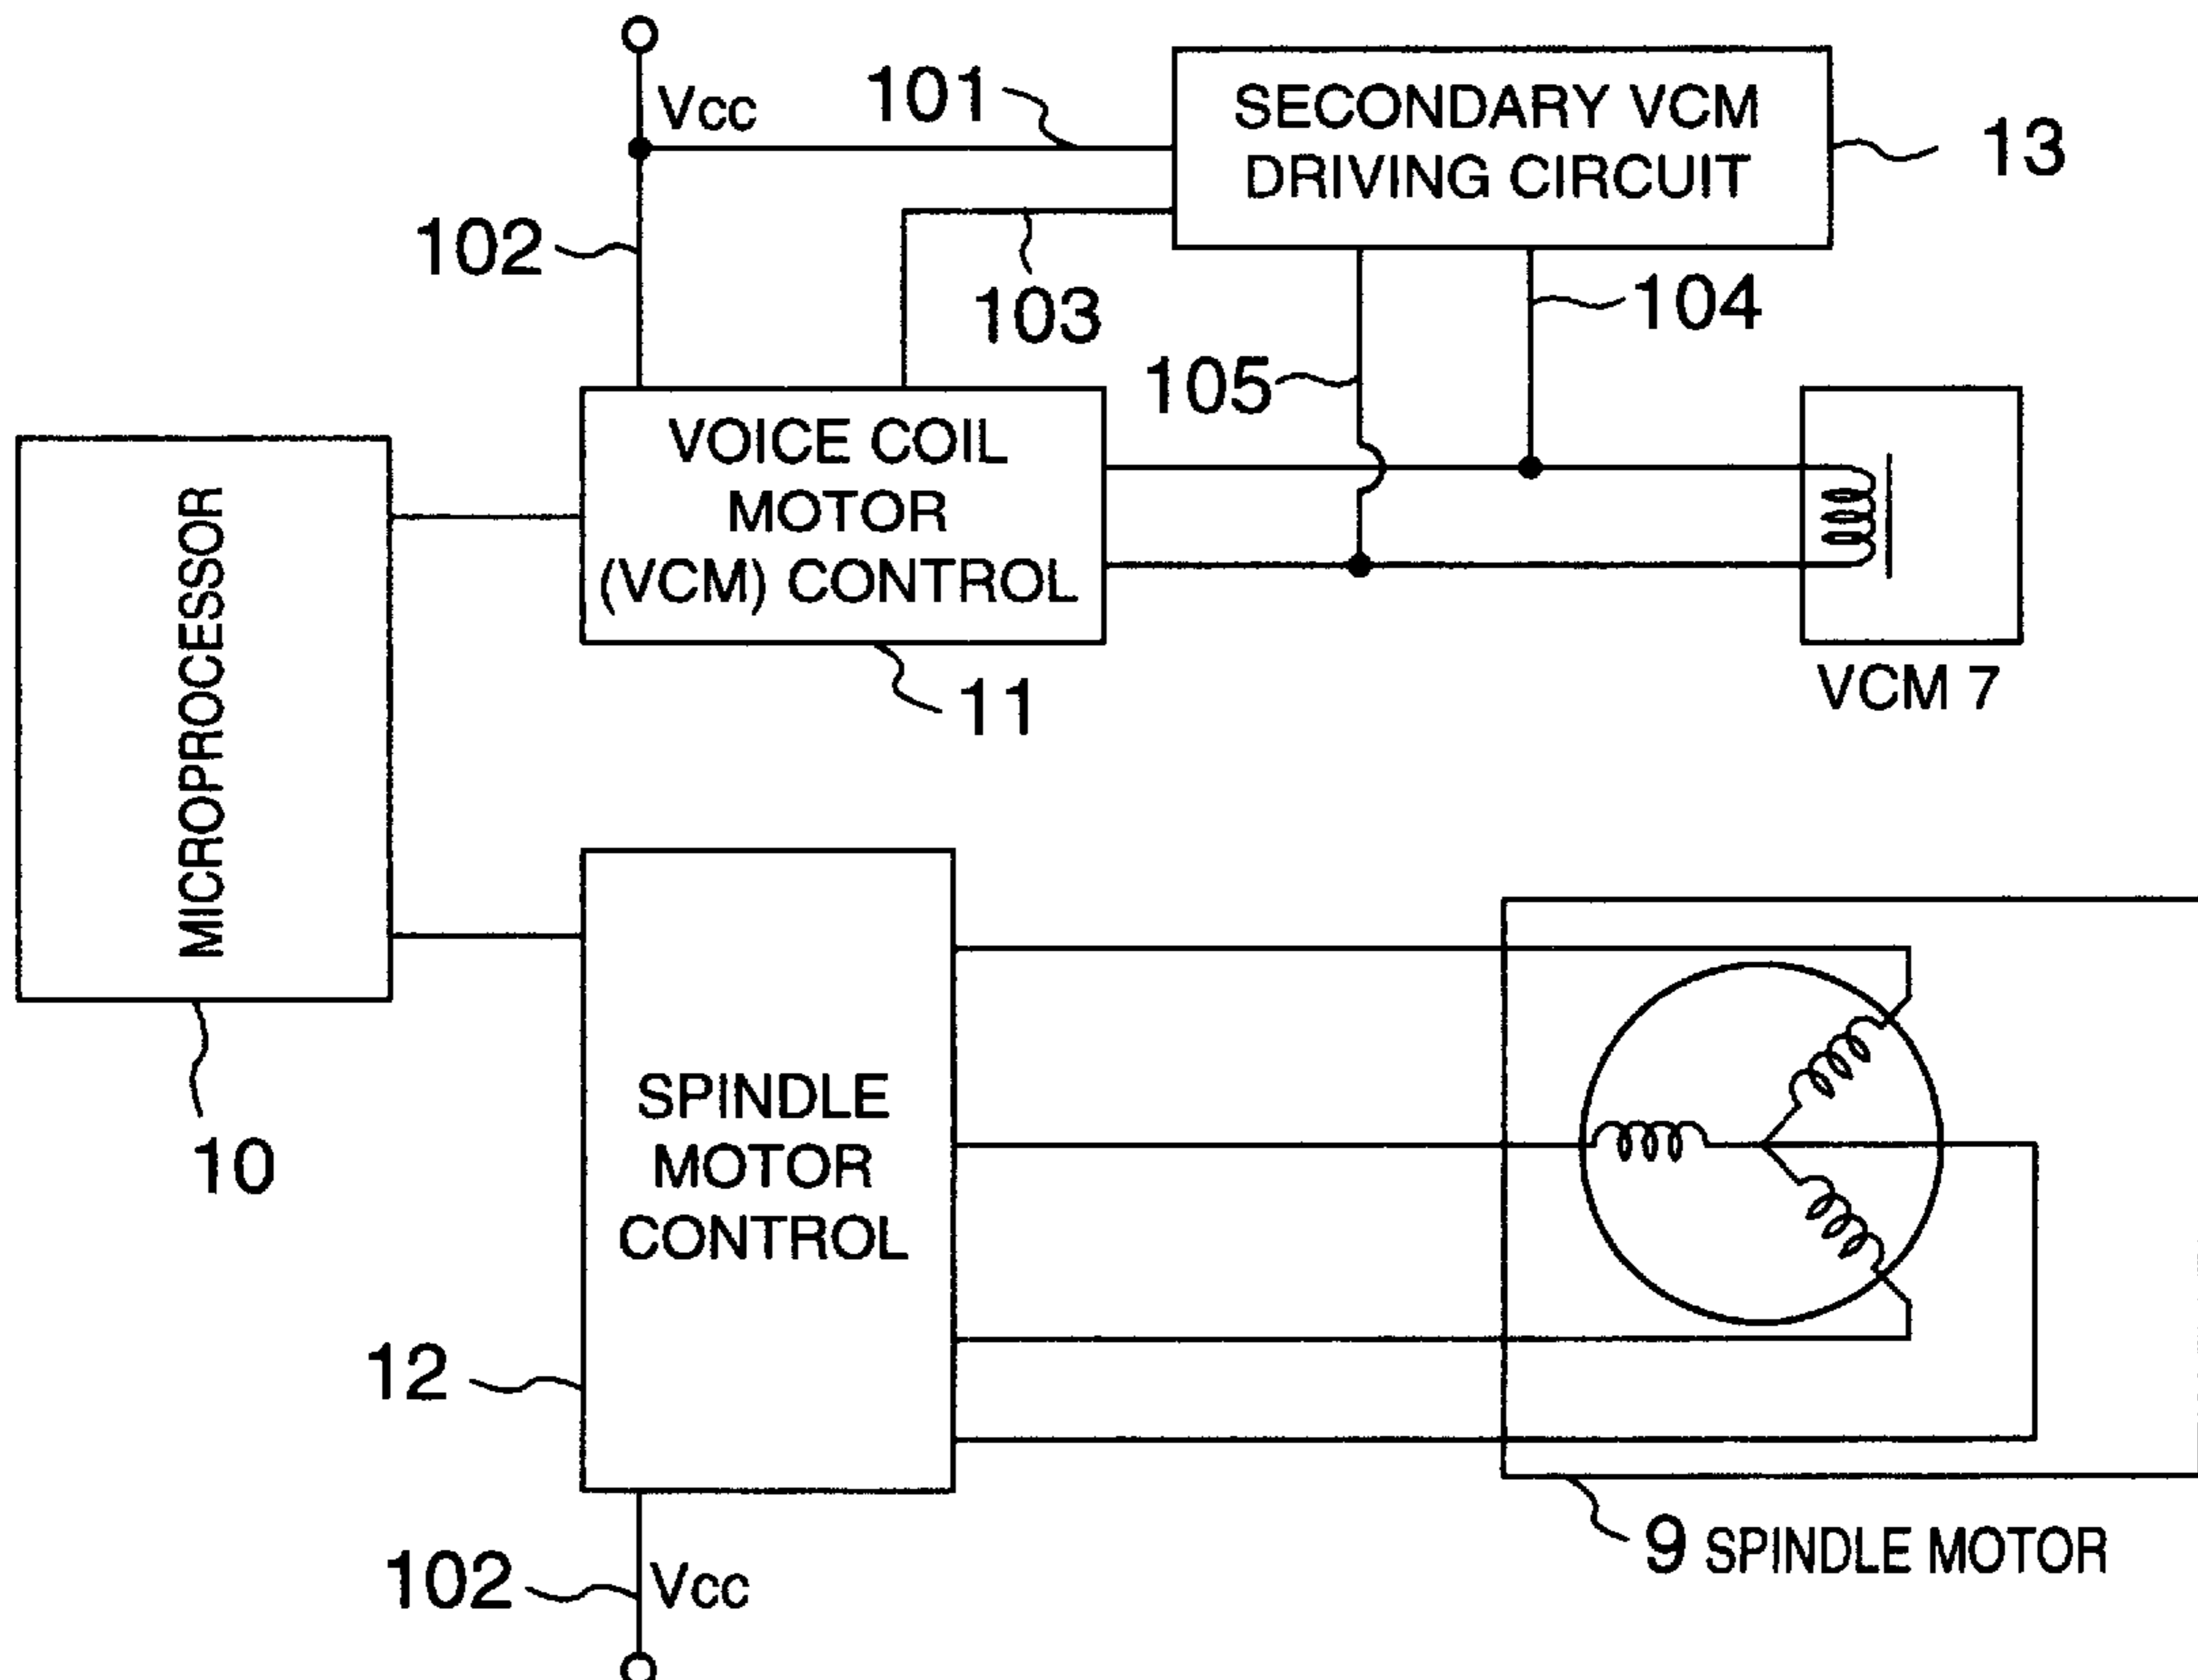 Vcc
101
SECONDARY VCM
DRIVING CIRCUIT
13
102
103
104
105
VOICE COIL
MOTOR
(VCM) CONTROL
11
VCM 7
MICROPROCESSOR
10
SPINDLE
MOTOR
CONTROL
12
102
Vcc
9 SPINDLE MOTOR